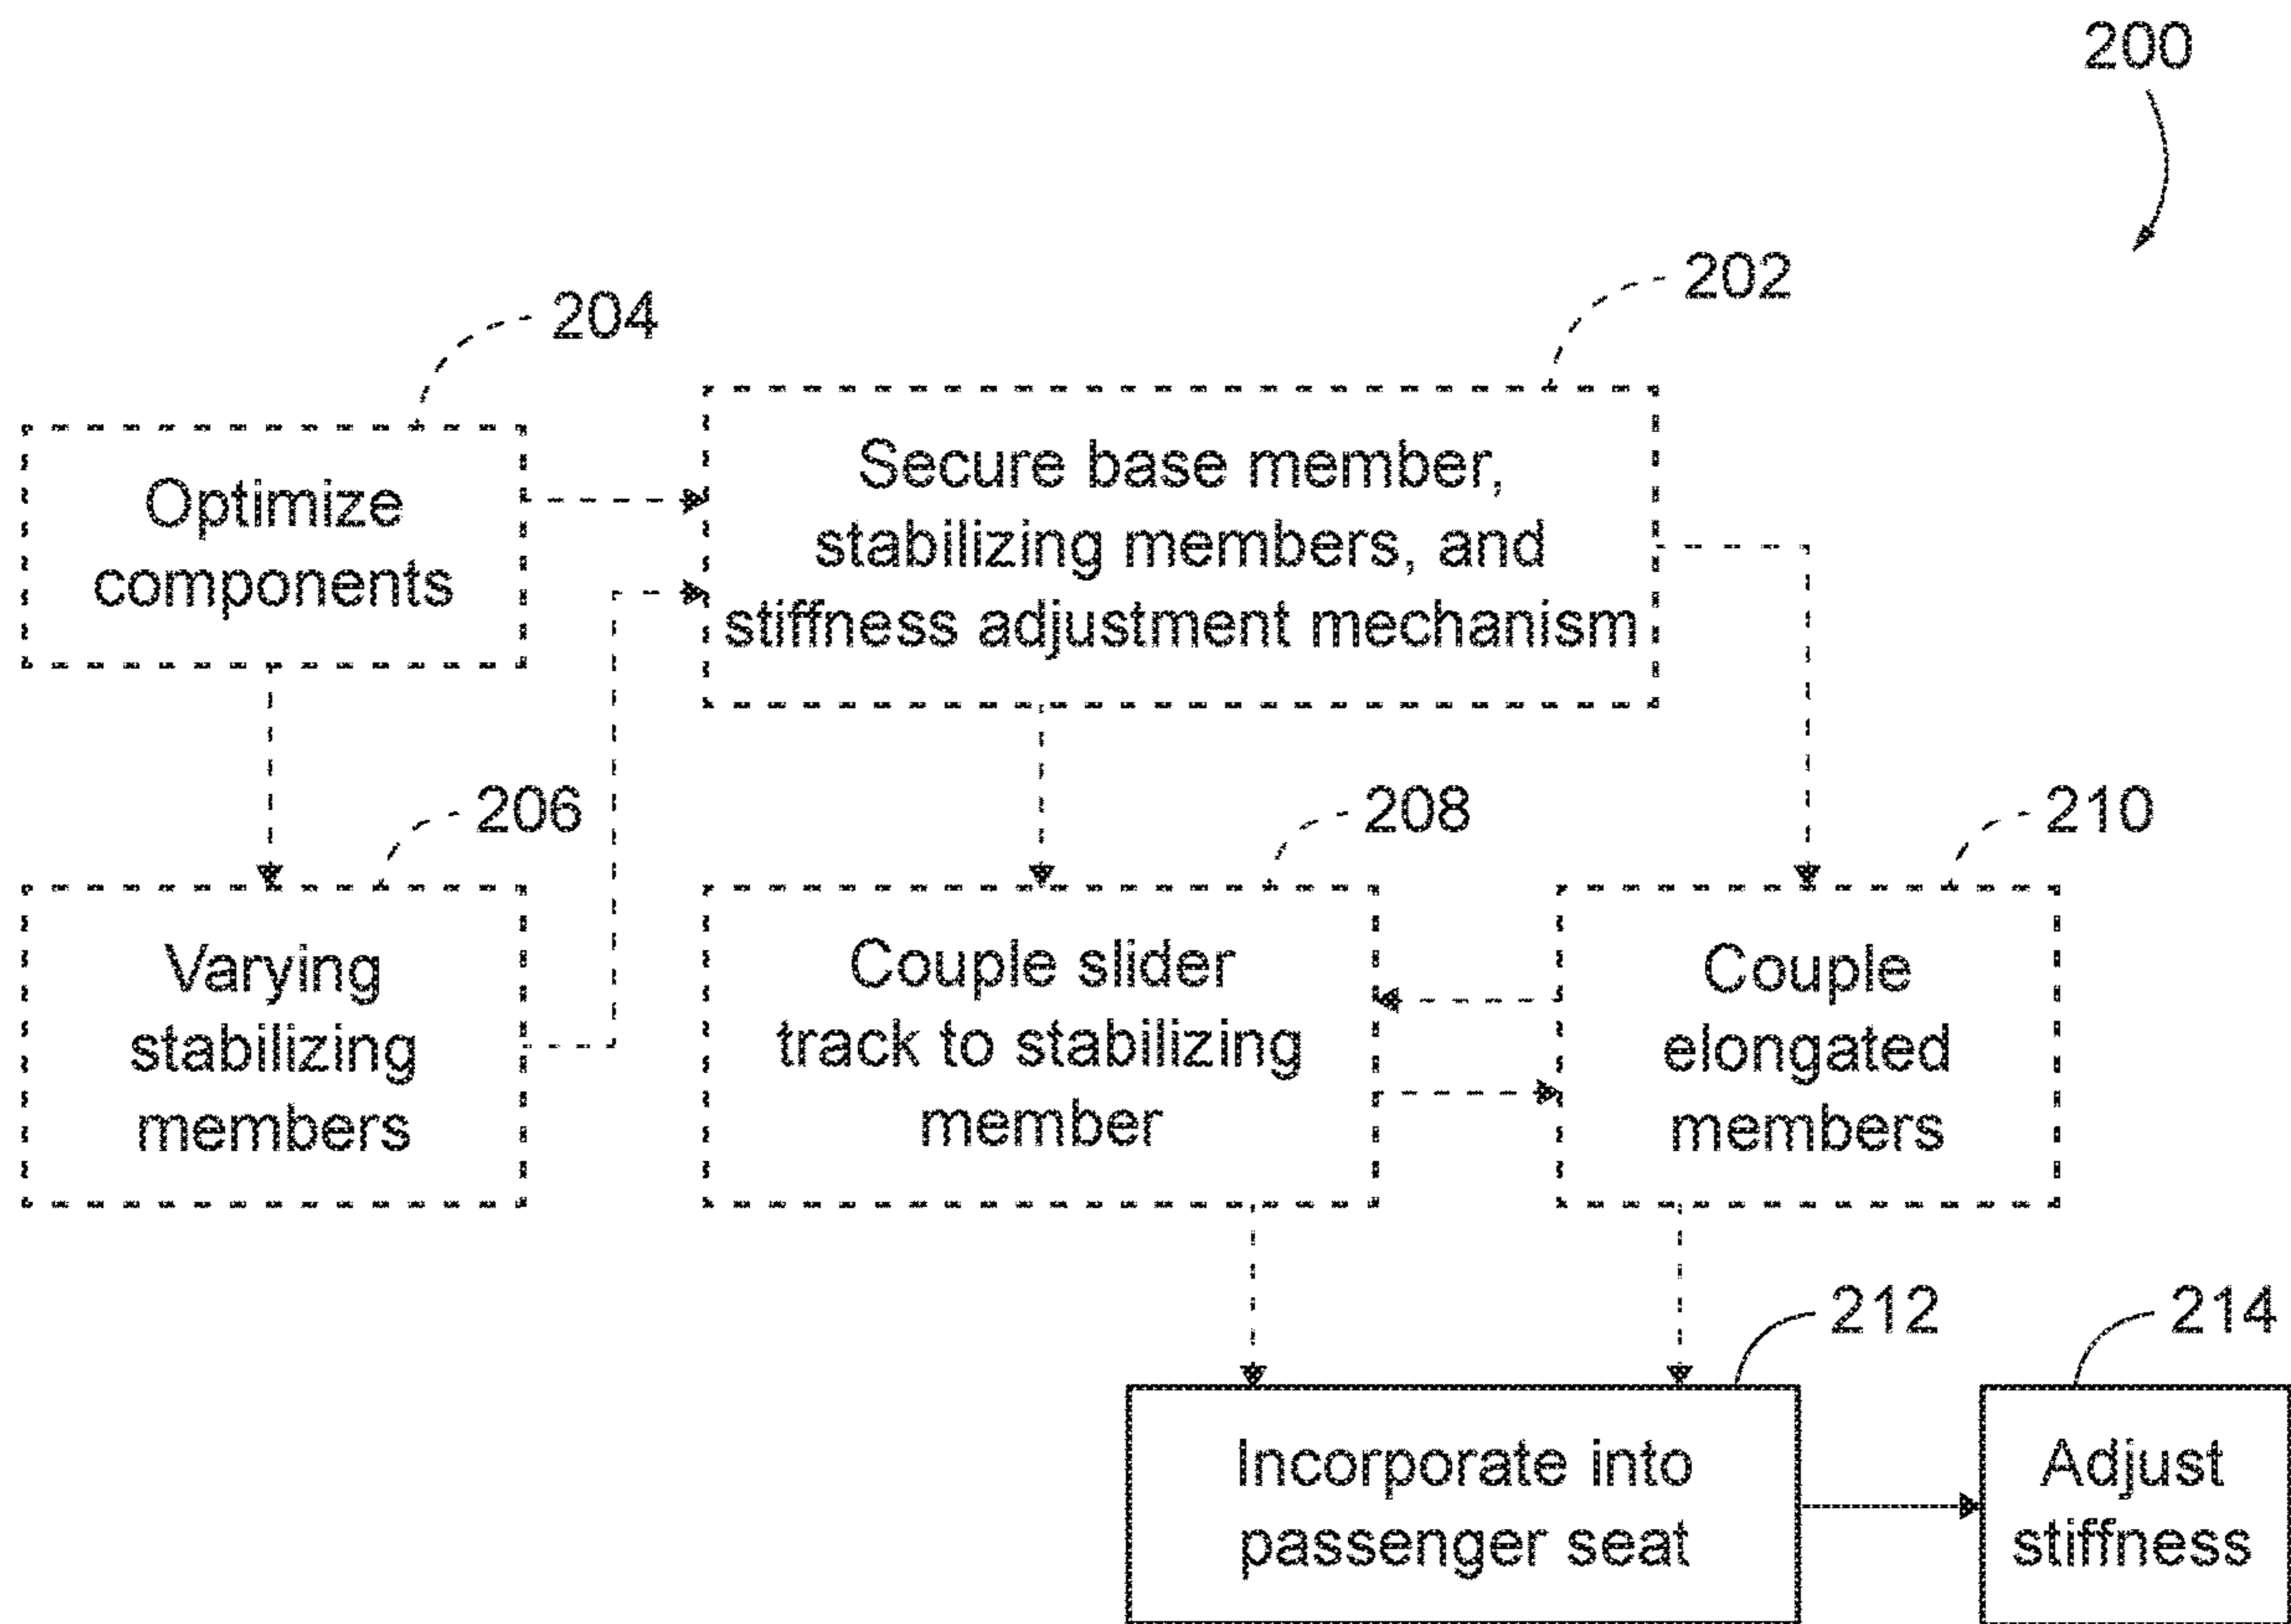 200
202
204
Optimize
components
Secure base member,
stabilizing members, and
stiffness adjustment mechanism
206
208
210
Varying
stabilizing
members
Couple slider
track to stabilizing
member
Couple
elongated
members
212
214
Incorporate into
passenger seat
Adjust
stiffness